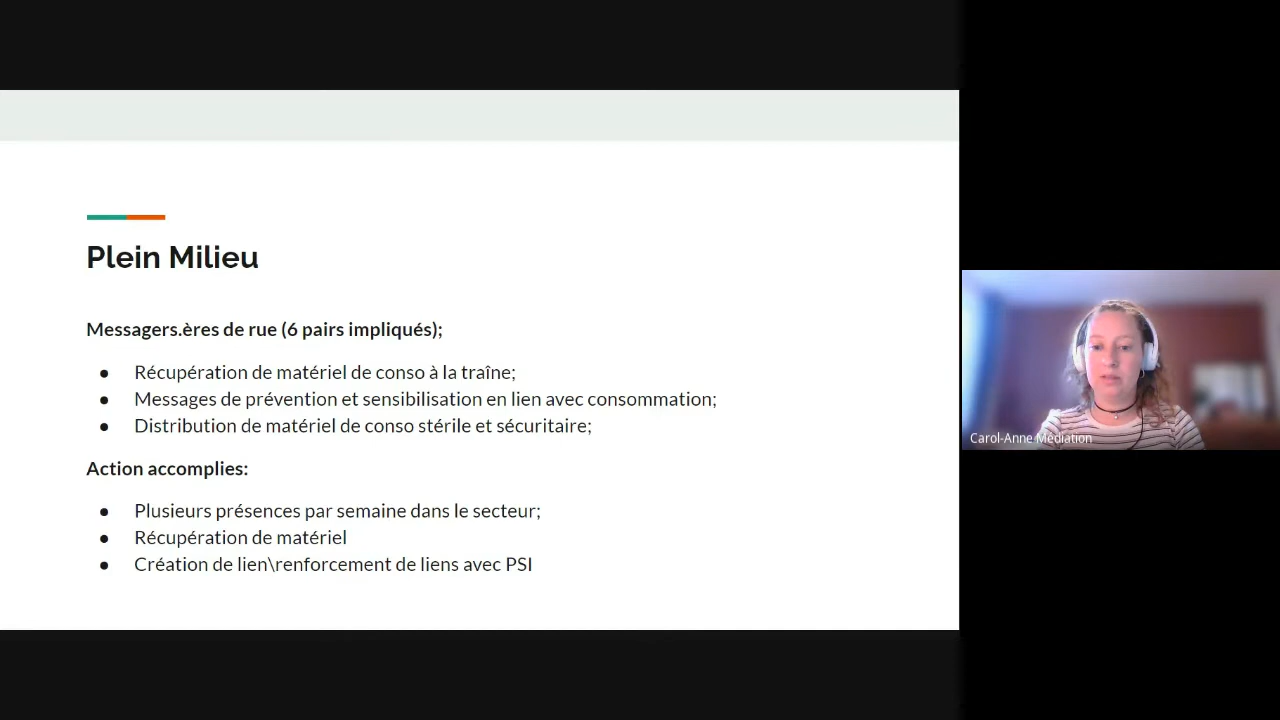 Plein Milieu
Messagers.ères de rue (6 pairs impliqués);
● Récupération de matériel de conso à la traîne;
● Messages de prévention et sensibilisation en lien avec consommation;
● Distribution de matériel de conso stérile et sécuritaire;
Action accomplies:
● Plusieurs présences par semaine dans le secteur;
● Récupération de matériel
● Création de lien\renforcement de liens avec PSI
Carol-Anne Médiation